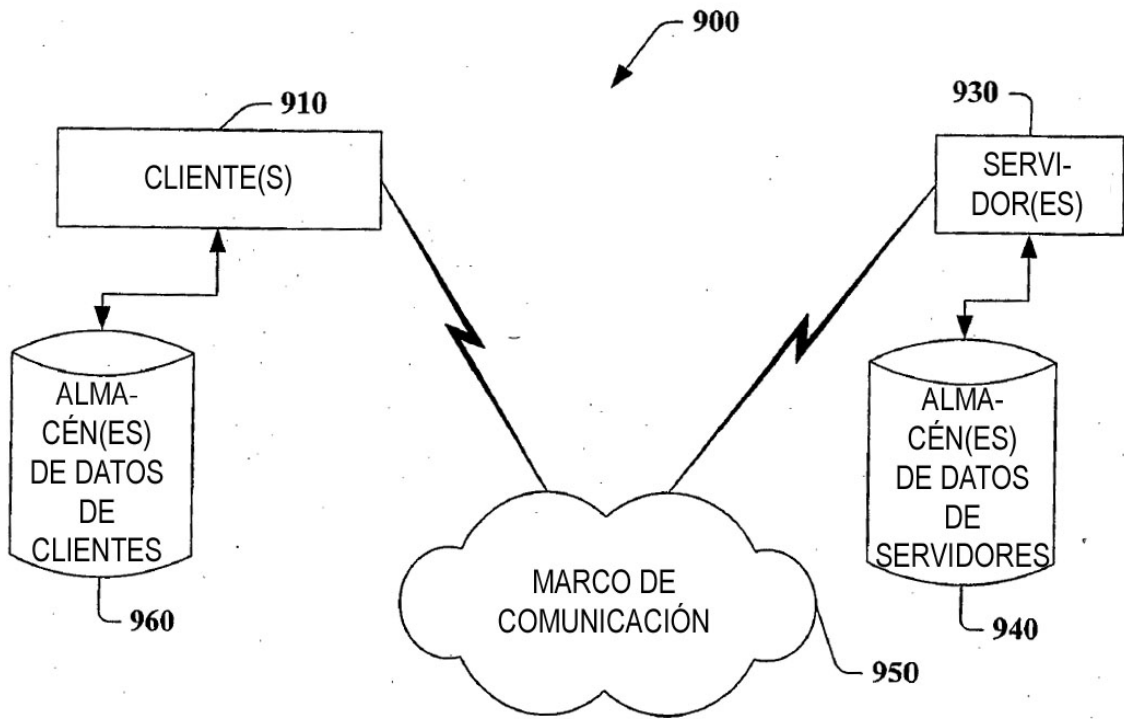 900
910
CLIENTE(S)
930
SERVI-
DOR(ES)
ALMA-
CÉN(ES)
DE DATOS
DE
CLIENTES
960
ALMA-
CÉN(ES)
DE DATOS
DE
SERVIDORES
940
MARCO DE
COMUNICACIÓN
950